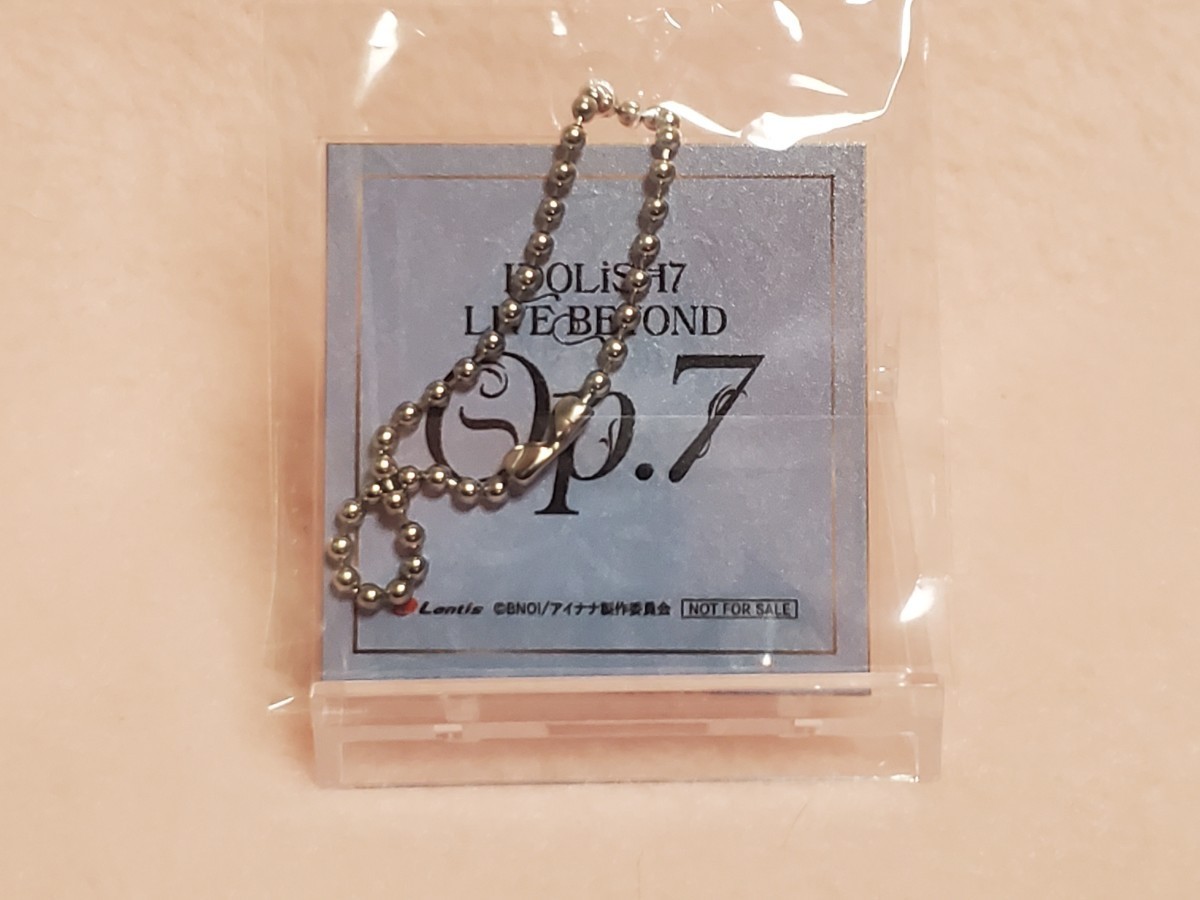 IDOLiSH7
LIVE BEYOND
Op.7
Lantis ©BNOI/アイナナ製作委員会 NOT FOR SALE